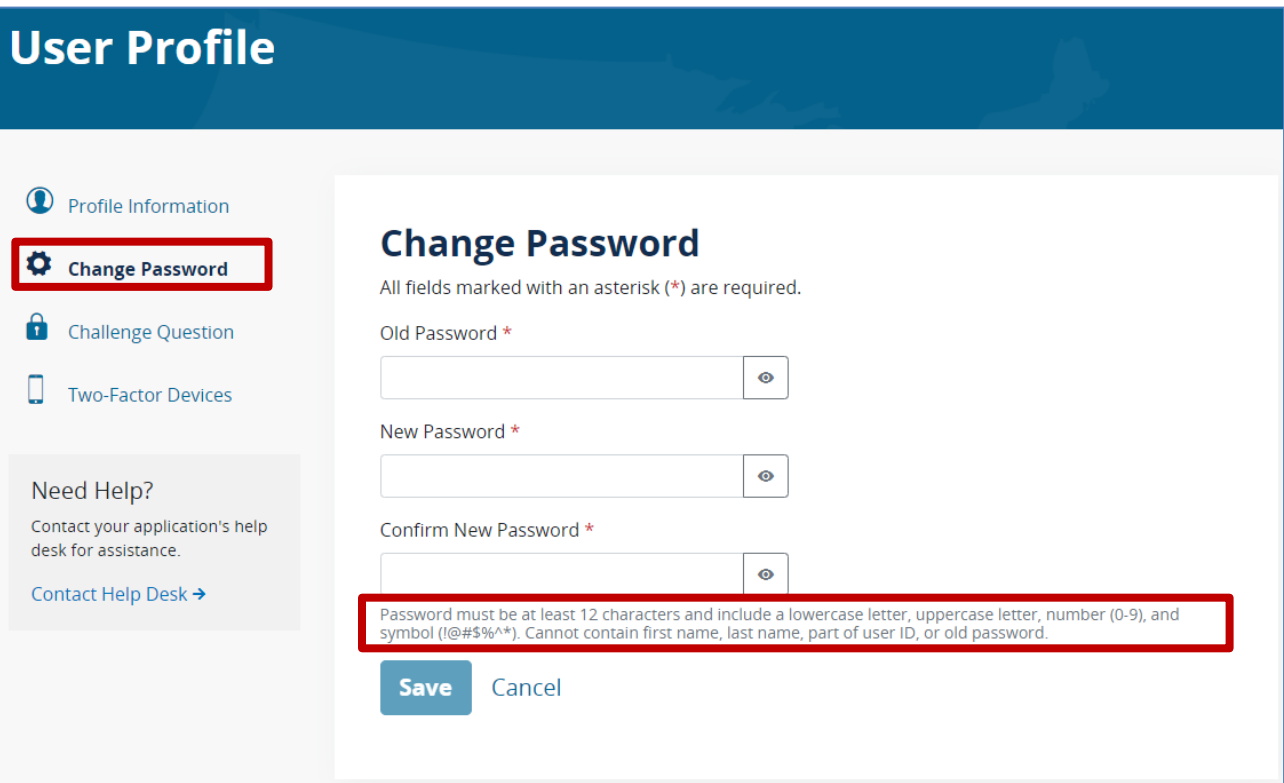 User Profile
Profile Information
Change Password
Challenge Question
Two-Factor Devices
Need Help?
Contact your application's help
desk for assistance.
Contact Help Desk →
Change Password
All fields marked with an asterisk (*) are required.
Old Password *
New Password *
Confirm New Password *
Password must be at least 12 characters and include a lowercase letter, uppercase letter, number (0-9), and
symbol (!@#$%^*). Cannot contain first name, last name, part of user ID, or old password.
Save Cancel